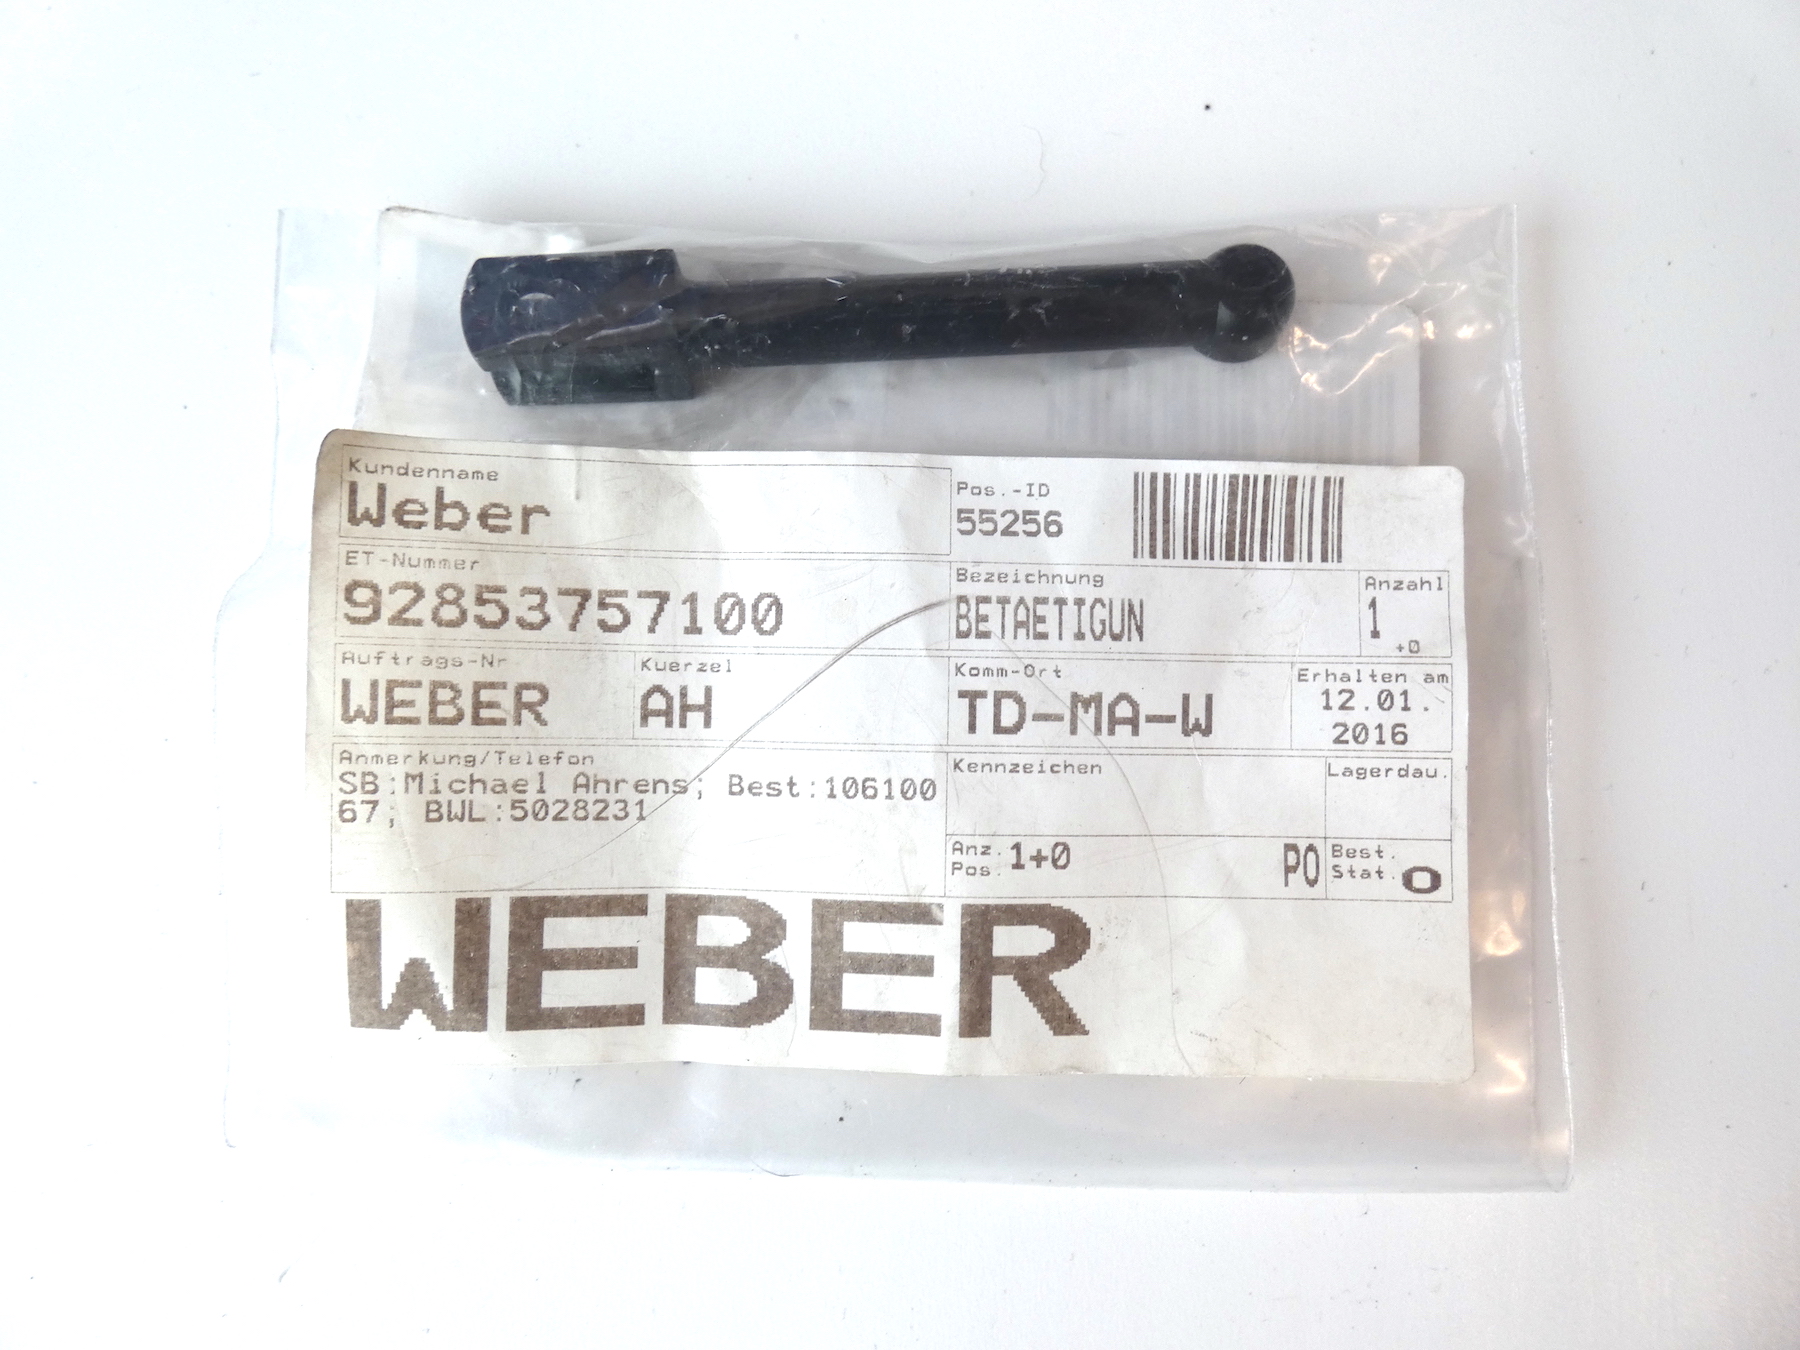 Kundenname
Weber
Pos.-ID
55256
ET-Nummer
92853757100
Bezeichnung
BETAETIGUN
Anzahl
1
+0
Auftrags-Nr
WEBER
Kuerzel
AH
Komm-Ort
TD-MA-W
Erhalten am
12.01.
2016
Anmerkung/Telefon
SB:Michael Ahrens; Best:106100
67; BWL:5028231
Kennzeichen
Lagerdau.
Anz.
Pos.
1+0
PO
Best.
Stat.
O
WEBER